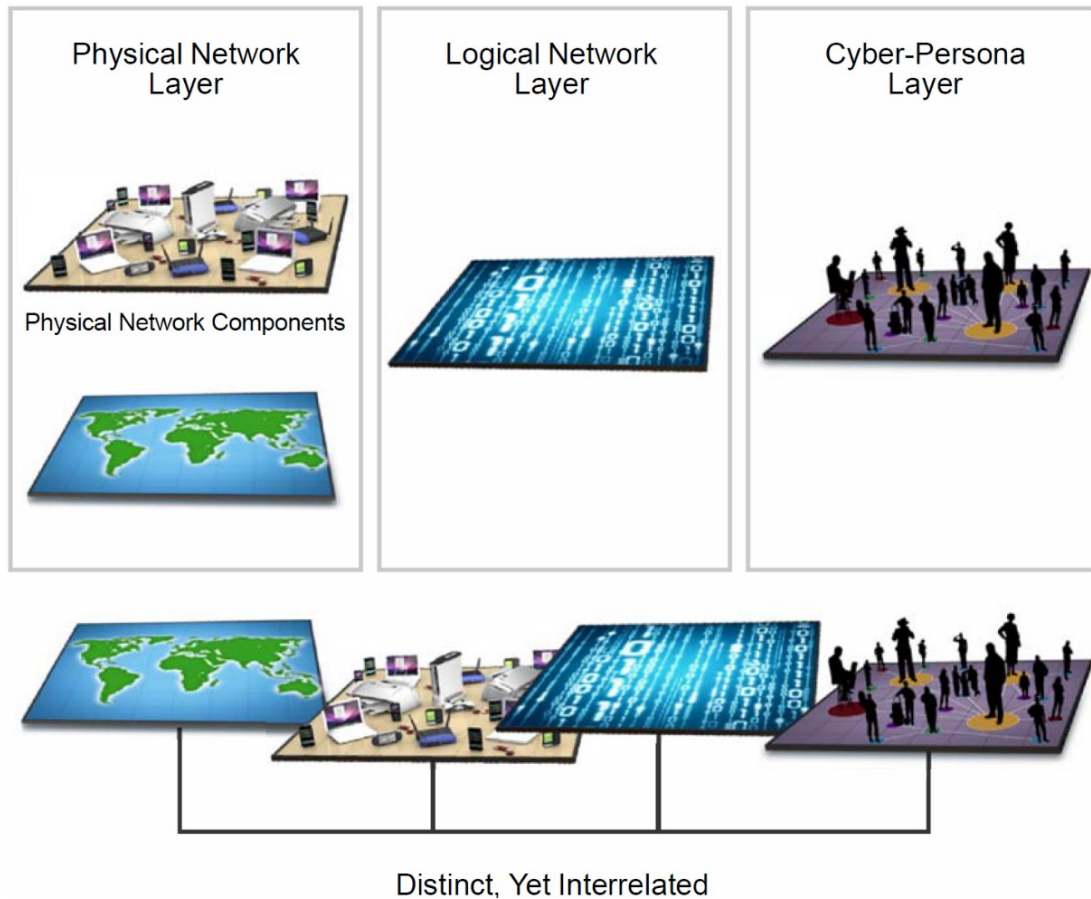 Physical Network
Layer
Logical Network
Layer
Cyber-Persona
Layer
Physical Network Components
Distinct, Yet Interrelated